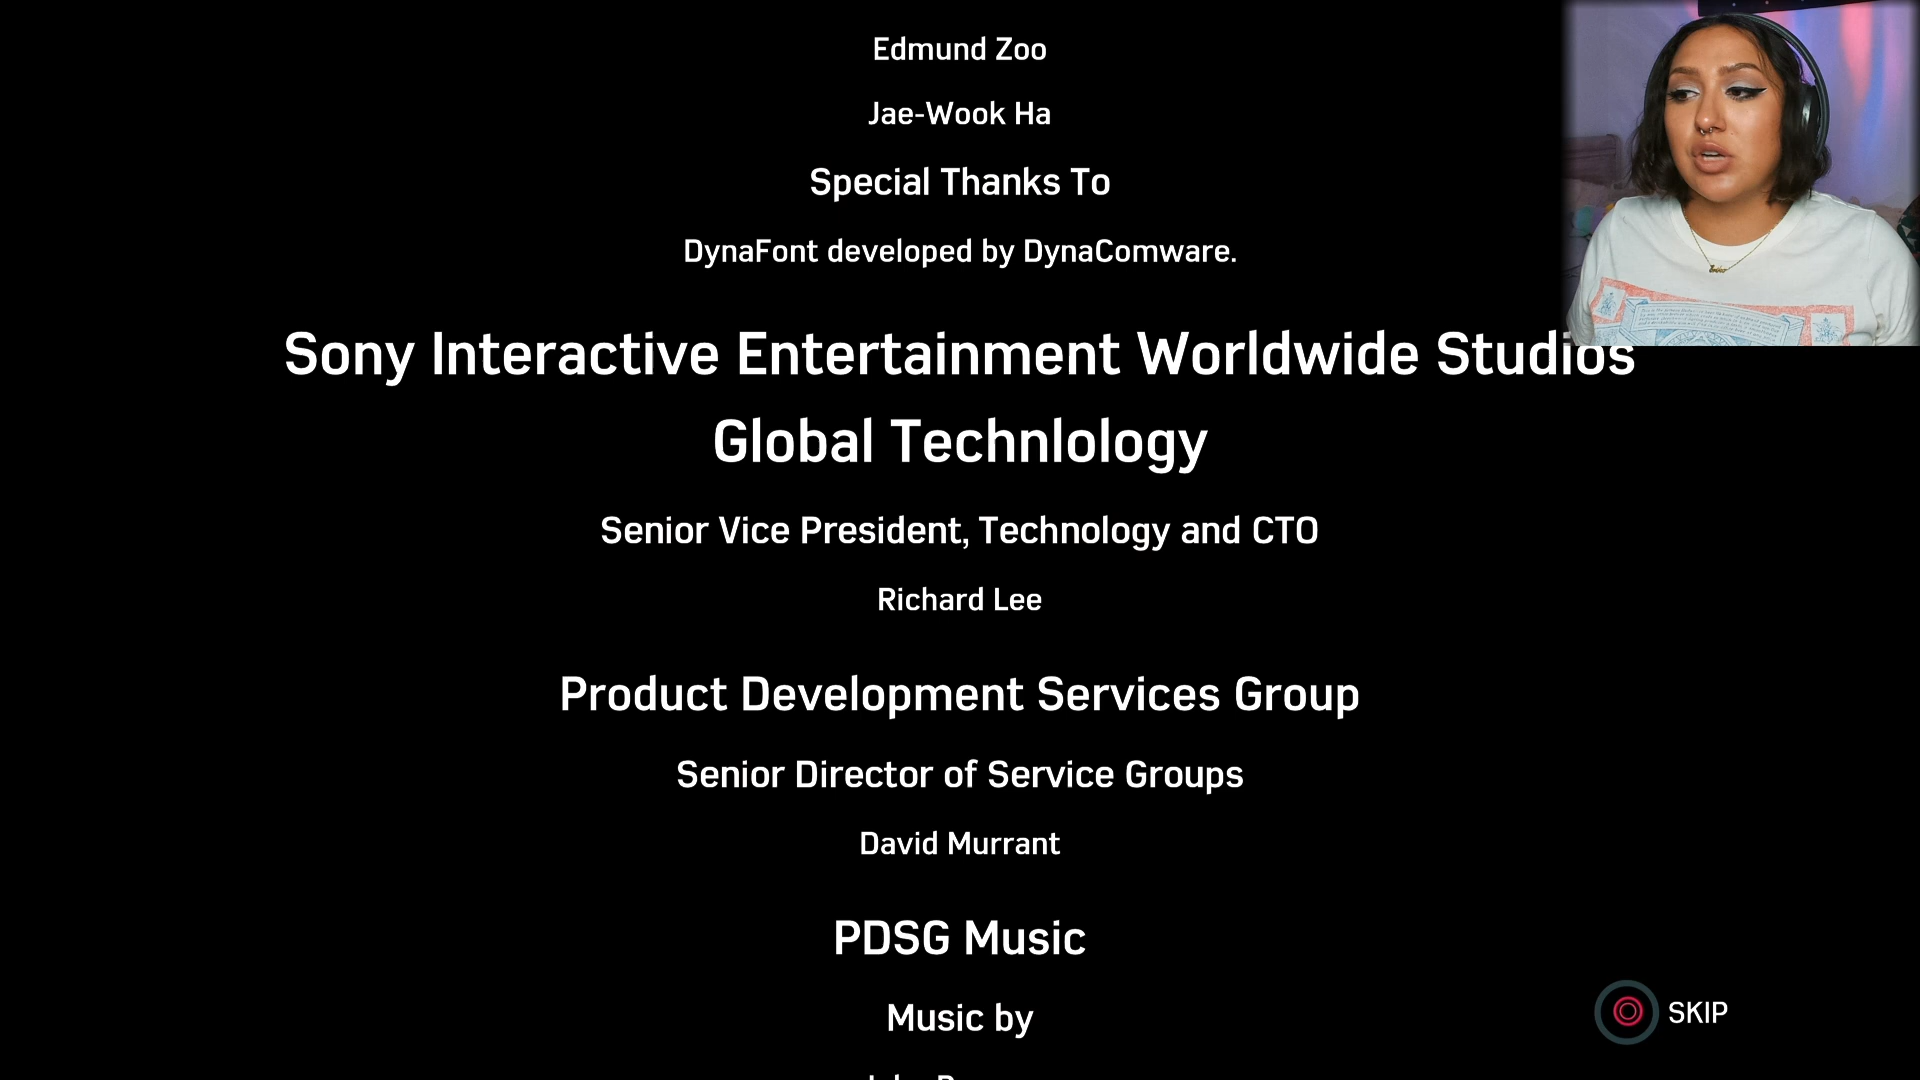 Edmund Zoo
Jae-Wook Ha
Special Thanks To
DynaFont developed by DynaComware.
Sony Interactive Entertainment Worldwide Studios
Global Technlology
Senior Vice President, Technology and CTO
Richard Lee
Product Development Services Group
Senior Director of Service Groups
David Murrant
PDSG Music
Music by
SKIP